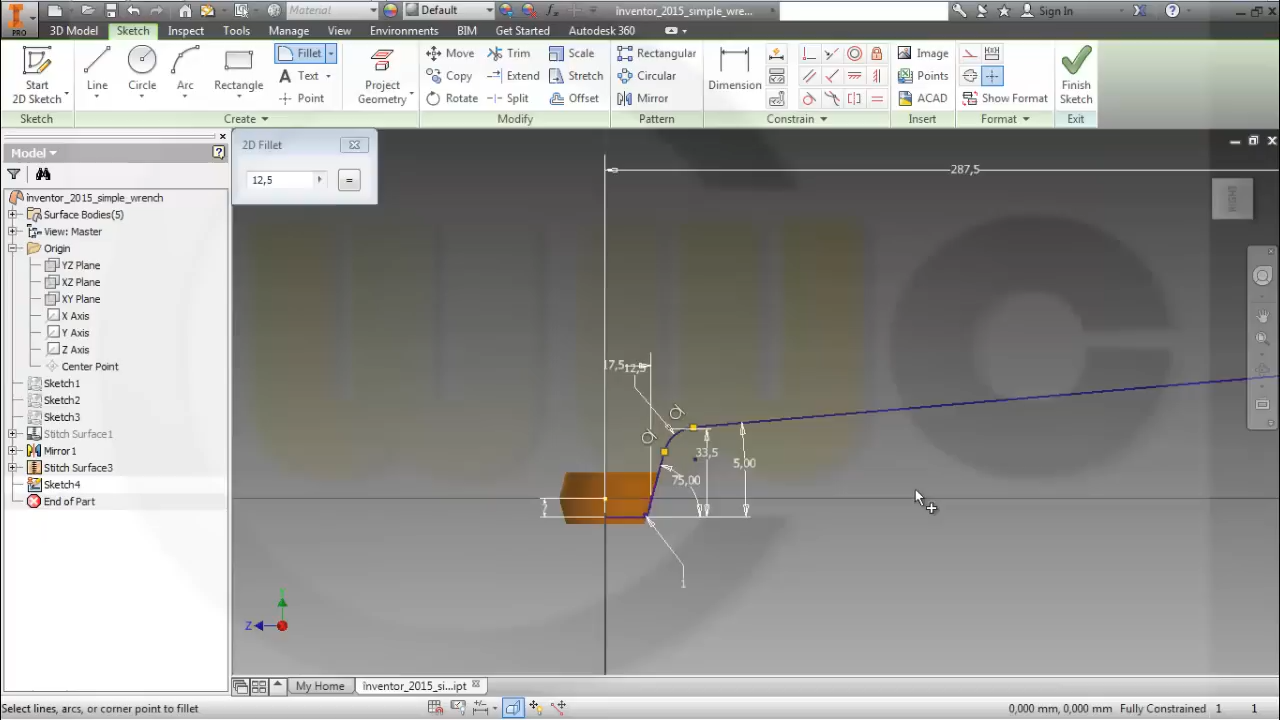 PRO
Material
Default
inventor_2015_simple_wre...
Sign In
3D Model
Sketch
Inspect
Tools
Manage
View
Environments
BIM
Get Started
Autodesk 360
Start
2D Sketch
Line
Circle
Arc
Rectangle
Fillet
Text
Point
Project
Geometry
Move
Copy
Rotate
Trim
Extend
Split
Scale
Stretch
Offset
Rectangular
Circular
Mirror
Dimension
Image
Points
ACAD
Show Format
Finish
Sketch
Sketch
Create
Modify
Pattern
Constrain
Insert
Format
Exit
Model
2D Fillet
12,5
=
inventor_2015_simple_wrench
Surface Bodies(5)
View: Master
Origin
YZ Plane
XZ Plane
XY Plane
X Axis
Y Axis
Z Axis
Center Point
Sketch1
Sketch2
Sketch3
Stitch Surface1
Mirror1
Stitch Surface3
Sketch4
End of Part
287,5
RIGHT
17,5
12,5
33,5
5,00
75,00
7
1
Y
Z
My Home
inventor_2015_si...ipt
Select lines, arcs, or corner point to fillet
0,000 mm, 0,000 mm
Fully Constrained
1
1